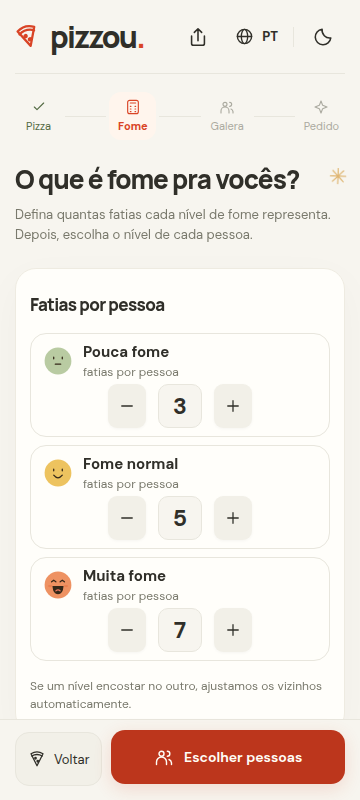 pizzou.
PT
Pizza
Fome
Galera
Pedido
O que é fome pra vocês?
Defina quantas fatias cada nível de fome representa.
Depois, escolha o nível de cada pessoa.
Fatias por pessoa
Pouca fome
fatias por pessoa
− 3 +
Fome normal
fatias por pessoa
− 5 +
Muita fome
fatias por pessoa
− 7 +
Se um nível encostar no outro, ajustamos os vizinhos
automaticamente.
Voltar
Escolher pessoas